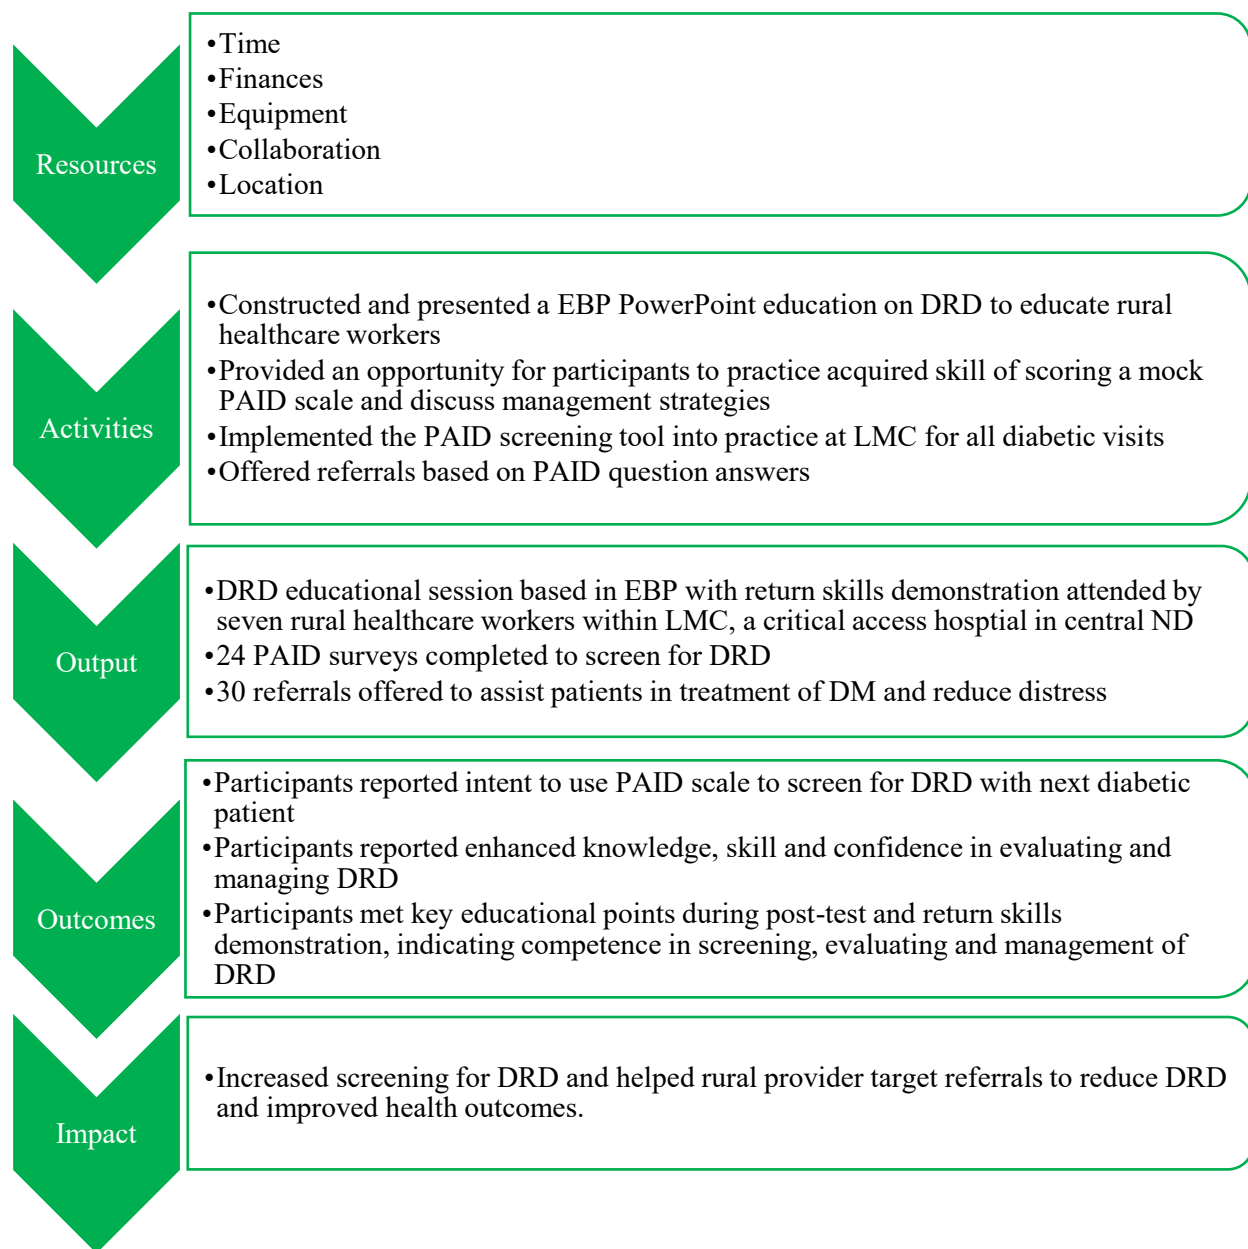 •Time
•Finances
•Equipment
•Collaboration
•Location
Resources
•Constructed and presented a EBP PowerPoint education on DRD to educate rural
healthcare workers
•Provided an opportunity for participants to practice acquired skill of scoring a mock
PAID scale and discuss management strategies
•Implemented the PAID screening tool into practice at LMC for all diabetic visits
•Offered referrals based on PAID question answers
Activities
•DRD educational session based in EBP with return skills demonstration attended by
seven rural healthcare workers within LMC, a critical access hosptial in central ND
•24 PAID surveys completed to screen for DRD
•30 referrals offered to assist patients in treatment of DM and reduce distress
Output
•Participants reported intent to use PAID scale to screen for DRD with next diabetic
patient
•Participants reported enhanced knowledge, skill and confidence in evaluating and
managing DRD
•Participants met key educational points during post-test and return skills
demonstration, indicating competence in screening, evaluating and management of
DRD
Outcomes
•Increased screening for DRD and helped rural provider target referrals to reduce DRD
and improved health outcomes.
Impact